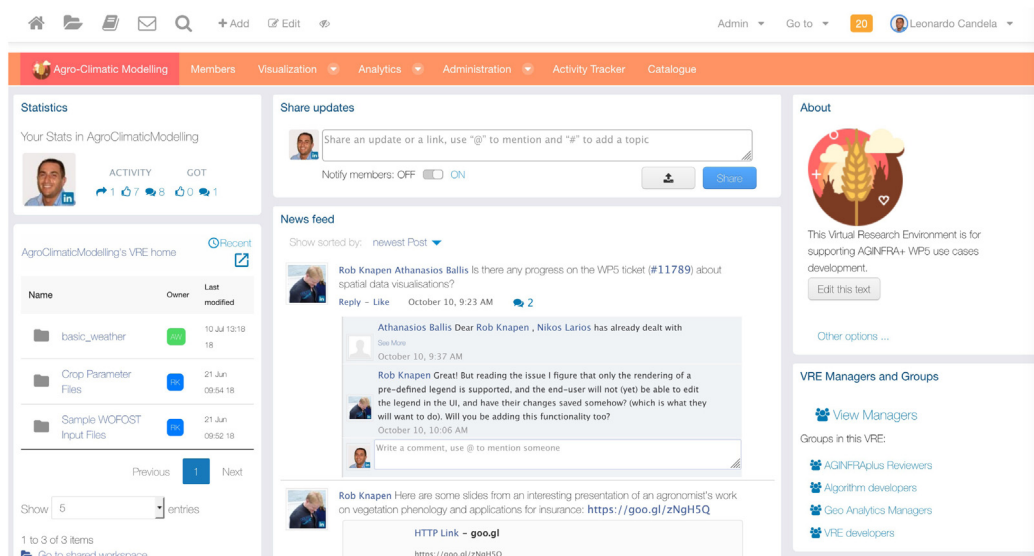 + Add Edit Admin Go to 20 Leonardo Candela
Agro-Climatic Modelling Members Visualization Analytics Administration Activity Tracker Catalogue
Statistics
Your Stats in AgroClimaticModelling
ACTIVITY GOT
1 7 8 0 1
in
AgroClimaticModelling's VRE home
Recent
Name Owner Last modified
basic_weather AW 10 Jul 13:18
18
Crop Parameter
Files
RK 21 Jun
09:54 18
Sample WOFOST
Input Files
RK 21 Jun
09:52 18
Previous 1 Next
Show 5 entries
1 to 3 of 3 items
Go to shared workspace
Share updates
Share an update or a link, use "@" to mention and "#" to add a topic
Notify members: OFF ON
Share
News feed
Show sorted by: newest Post
Rob Knapen Athanasios Ballis Is there any progress on the WP5 ticket (#11789) about
spatial data visualisations?
Reply - Like October 10, 9:23 AM 2
Athanasios Ballis Dear Rob Knapen , Nikos Larios has already dealt with
See More
October 10, 9:37 AM
Rob Knapen Great! But reading the issue I figure that only the rendering of a
pre-defined legend is supported, and the end-user will not (yet) be able to edit
the legend in the UI, and have their changes saved somehow? (which is what they
will want to do). Will you be adding this functionality too?
October 10, 10:06 AM
Write a comment, use @ to mention someone
Rob Knapen Here are some slides from an interesting presentation of an agronomist's work
on vegetation phenology and applications for insurance: https://goo.gl/zNgH5Q
HTTP Link - goo.gl
https://goo.gl/zNgH5Q
About
This Virtual Research Environment is for
supporting AGINFRA+ WP5 use cases
development.
Edit this text
Other options ...
VRE Managers and Groups
View Managers
Groups in this VRE:
AGINFRAplus Reviewers
Algorithm developers
Geo Analytics Managers
VRE developers